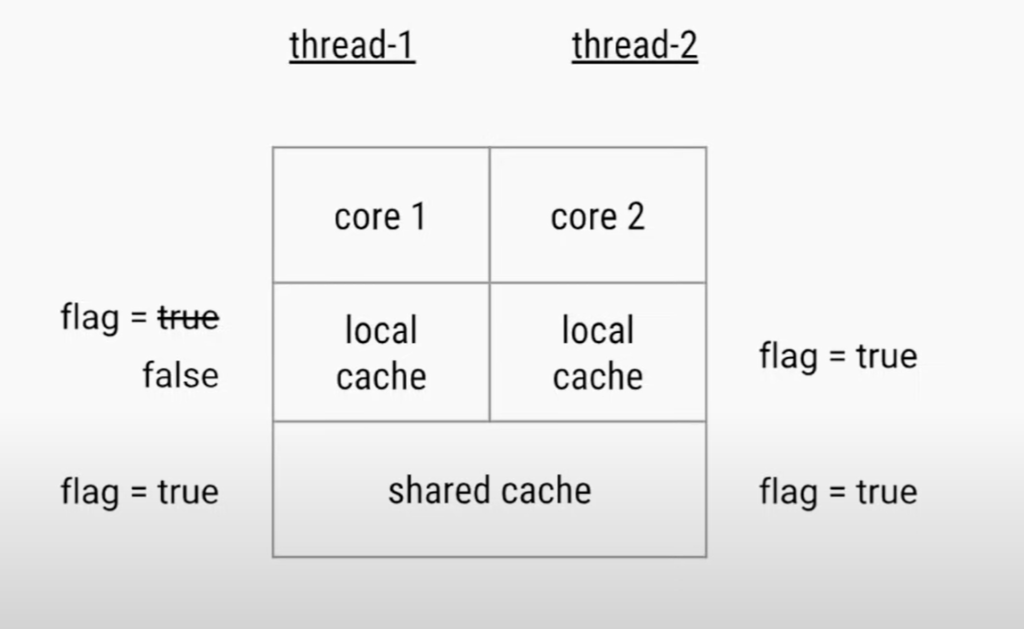 thread-1 thread-2
core 1 core 2
flag = true
false
local
cache
local
cache
flag = true
flag = true
shared cache
flag = true